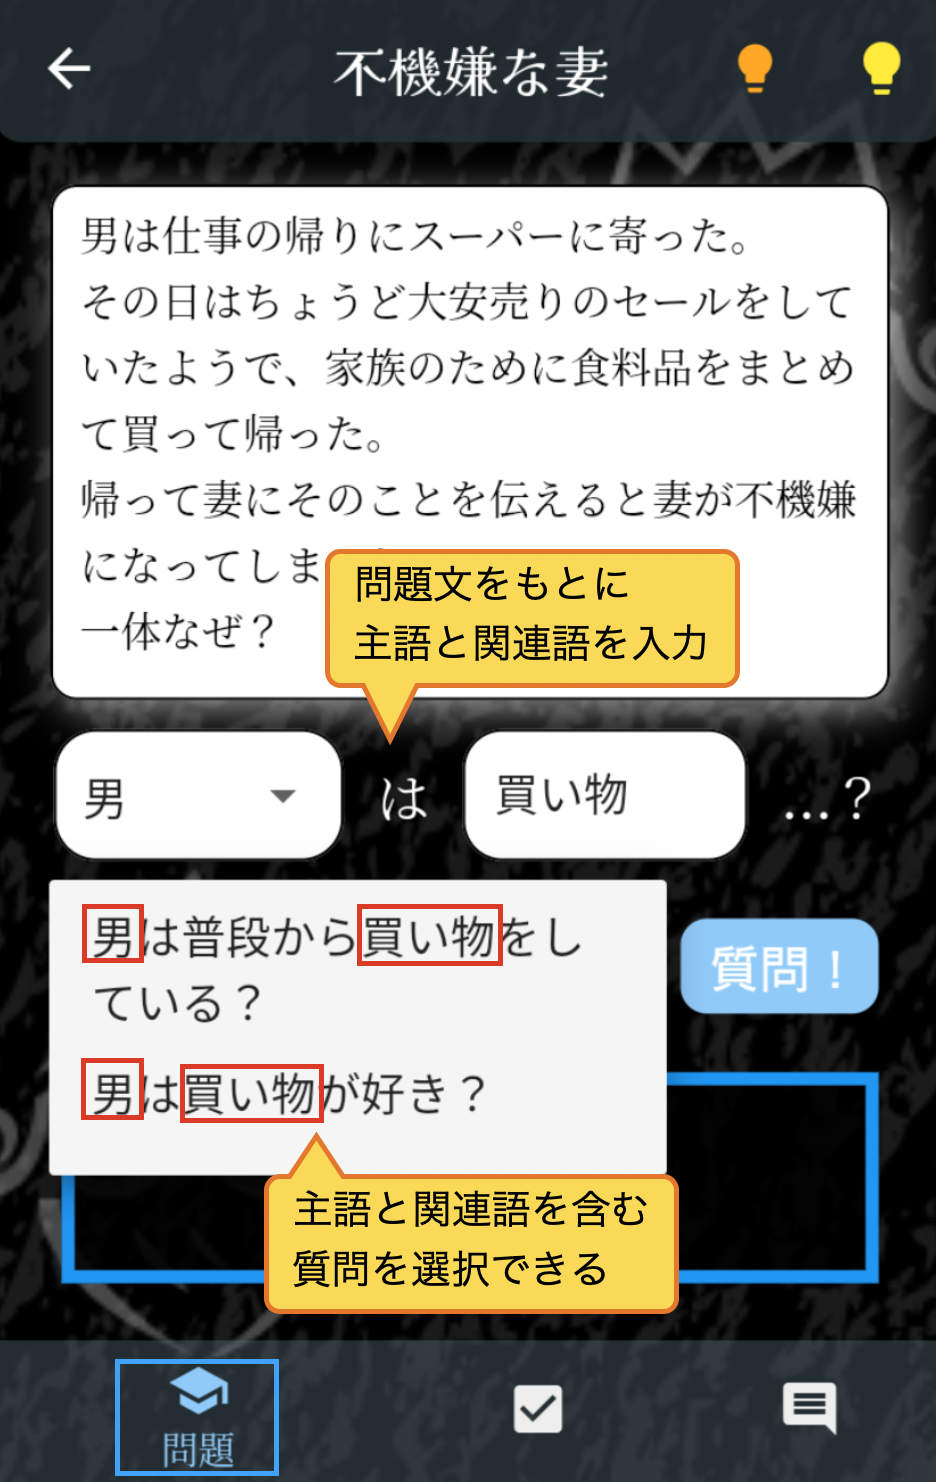 不機嫌な妻
男は仕事の帰りにスーパーに寄った。
その日はちょうど大安売りのセールをして
いたようで、家族のために食料品をまとめ
て買って帰った。
帰って妻にそのことを伝えると妻が不機嫌
になってしま
一体なぜ？
問題文をもとに
主語と関連語を入力
男 は 買い物 …？
男は普段から買い物をし
ている？
質問！
男は買い物が好き？
主語と関連語を含む
質問を選択できる
問題